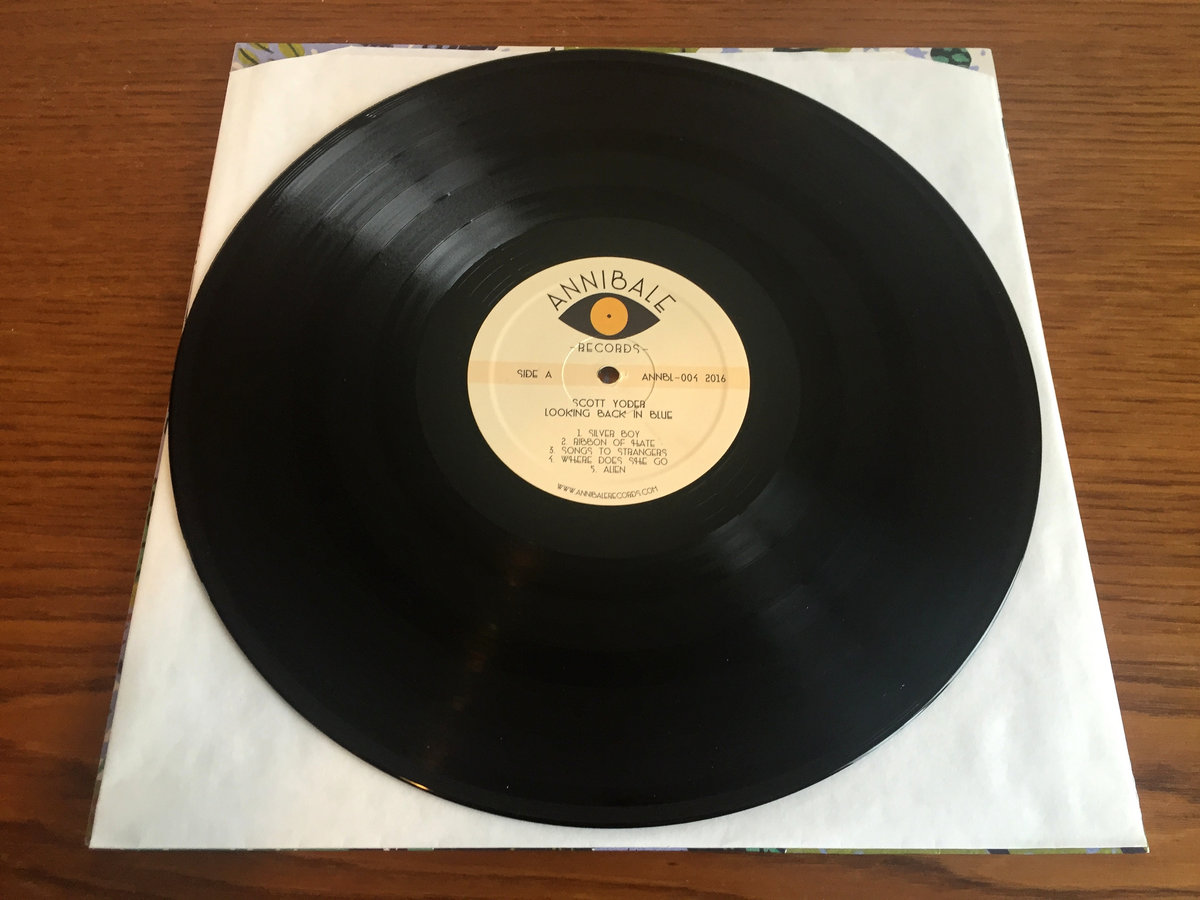 ANNIBALE
-RECORDS-
SIDE A
ANNBL-004 2016
SCOTT YODER
LOOKING BACK IN BLUE
1. SILVER BOY
2. RIBBON OF HATE
3. SONGS TO STRANGERS
4. WHERE DOES SHE GO
5. ALIEN
WWW.ANNIBALERECORDS.COM